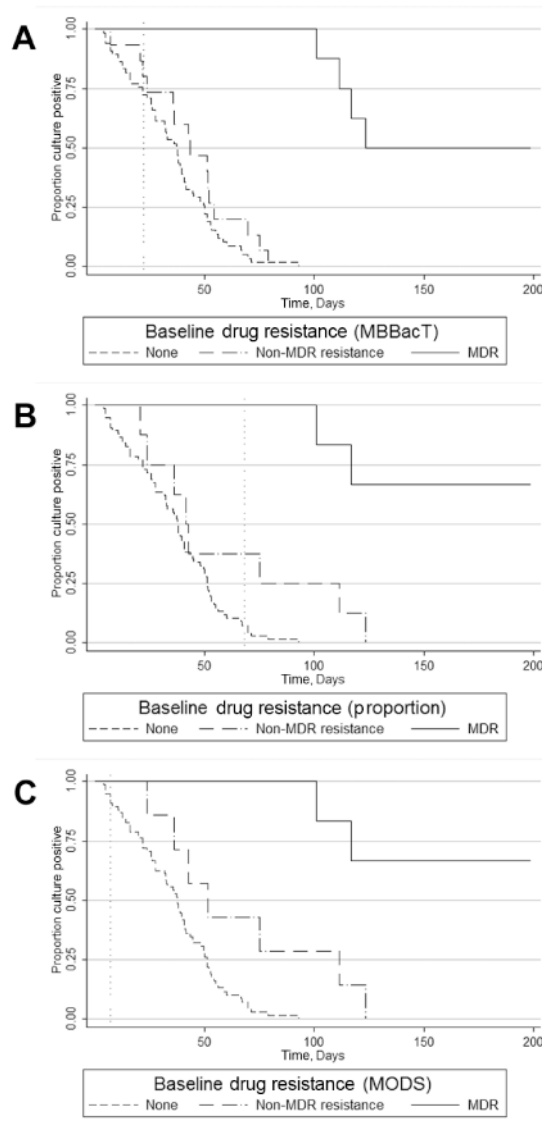 A
Proportion culture positive
1.00
0.75
0.50
0.25
0.00
50
100
150
200
Time, Days
Baseline drug resistance (MBBacT)
None Non-MDR resistance MDR
B
Proportion culture positive
1.00
0.75
0.50
0.25
0.00
50
100
150
200
Time, Days
Baseline drug resistance (proportion)
None Non-MDR resistance MDR
C
Proportion culture positive
1.00
0.75
0.50
0.25
0.00
50
100
150
200
Time, Days
Baseline drug resistance (MODS)
None Non-MDR resistance MDR